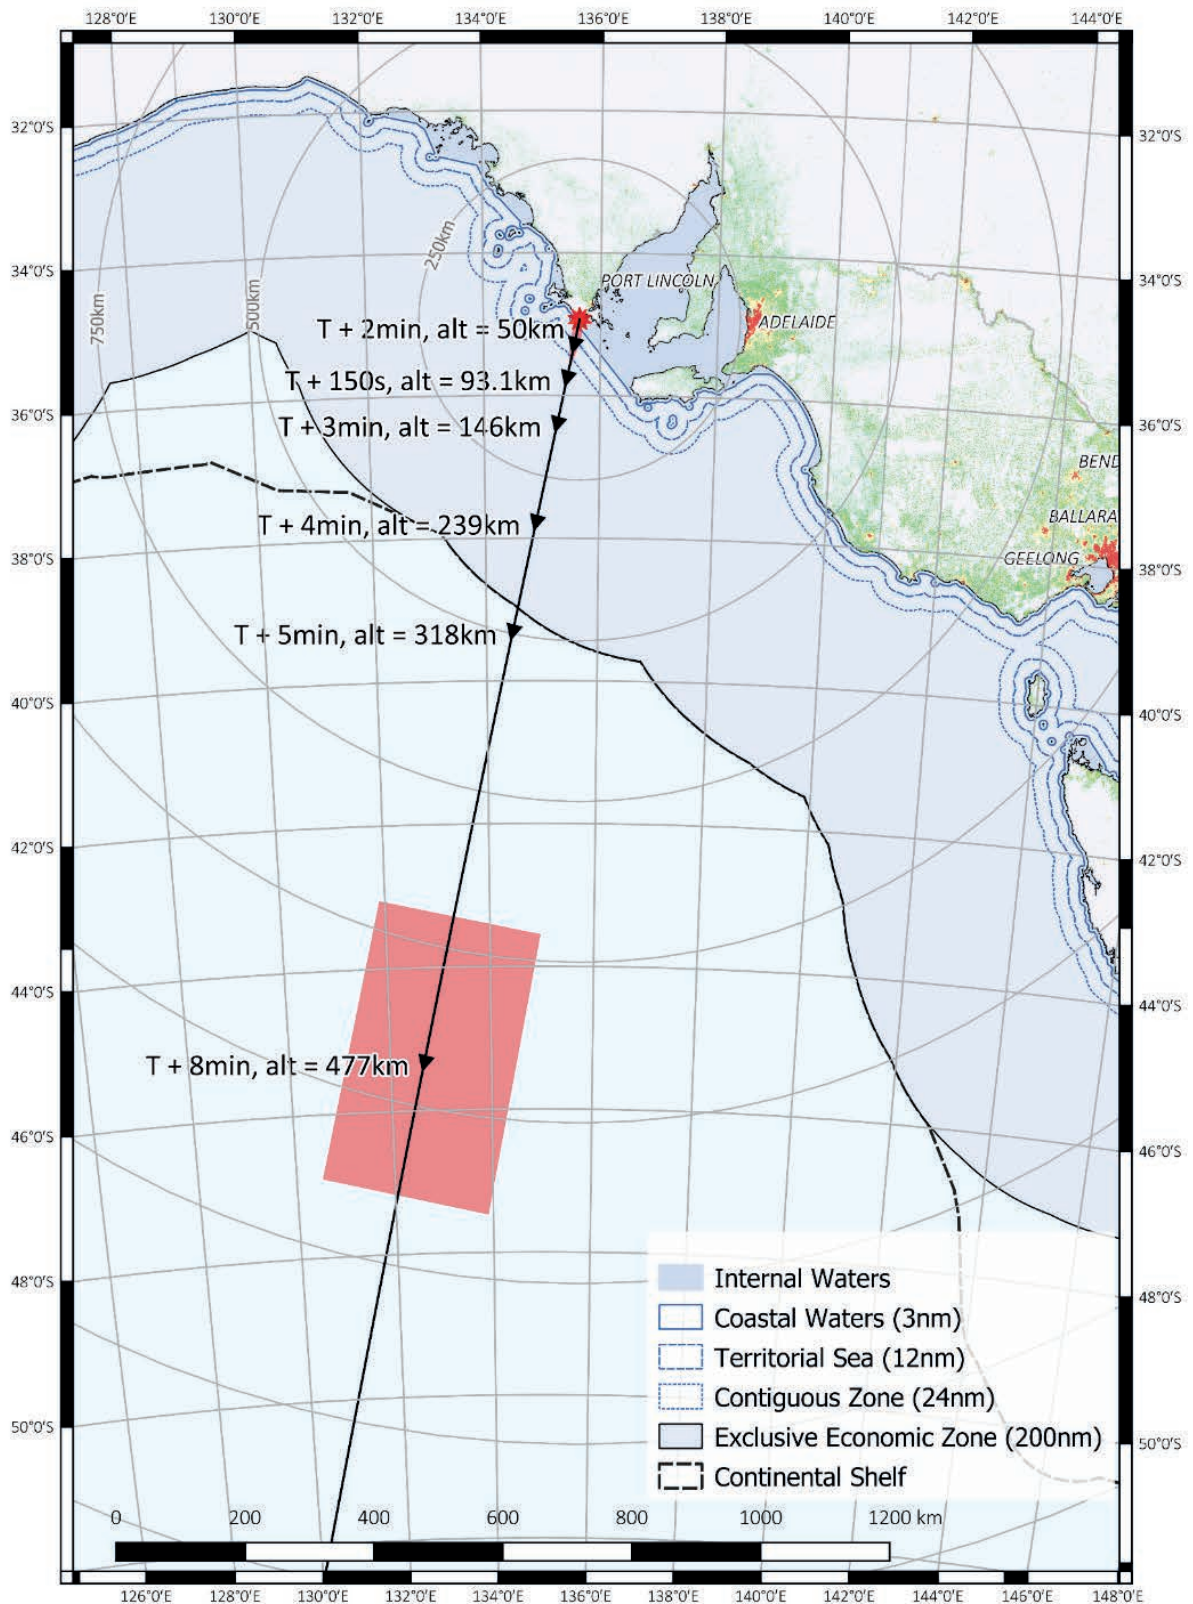 128°0'E 130°0'E 132°0'E 134°0'E 136°0'E 138°0'E 140°0'E 142°0'E 144°0'E
32°0'S 32°0'S
250km
34°0'S 34°0'S
PORT LINCOLN
750km
500km
ADELAIDE
T + 2min, alt = 50km
T + 150s, alt = 93.1km
36°0'S 36°0'S
T + 3min, alt = 146km
BEND
BALLARA
T + 4min, alt = 239km
GEELONG
38°0'S 38°0'S
T + 5min, alt = 318km
40°0'S 40°0'S
42°0'S 42°0'S
44°0'S 44°0'S
T + 8min, alt = 477km
46°0'S 46°0'S
48°0'S 48°0'S
Internal Waters
Coastal Waters (3nm)
Territorial Sea (12nm)
Contiguous Zone (24nm)
Exclusive Economic Zone (200nm)
Continental Shelf
50°0'S 50°0'S
0 200 400 600 800 1000 1200 km
126°0'E 128°0'E 130°0'E 132°0'E 134°0'E 136°0'E 138°0'E 140°0'E 142°0'E 144°0'E 146°0'E 148°0'E